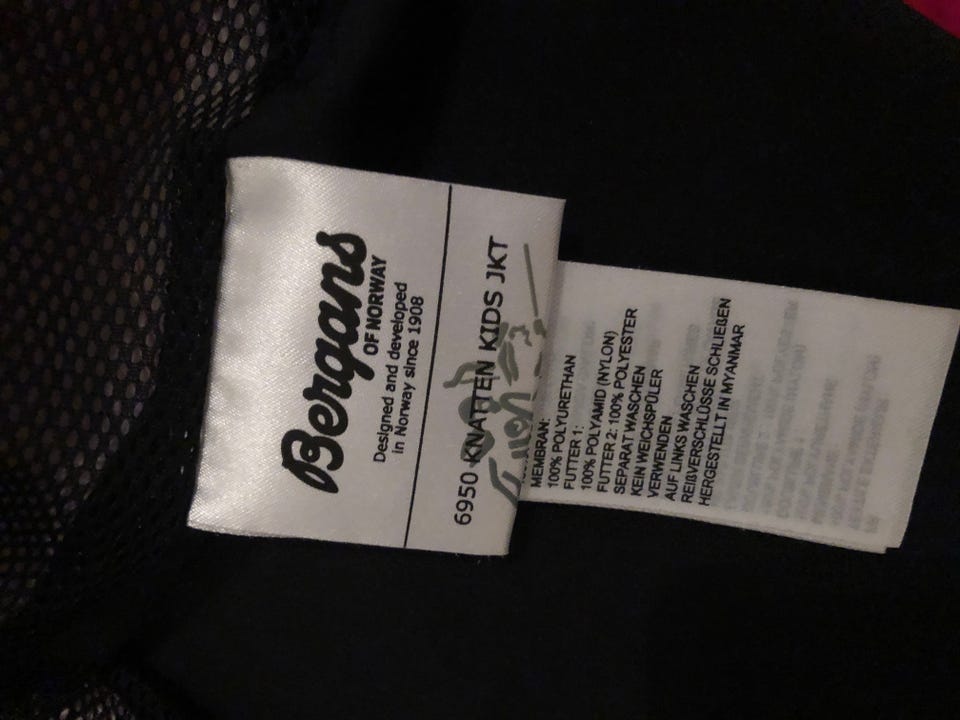 Bergans
OF NORWAY
Designed and developed
in Norway since 1908
6950 KNATTEN KIDS JKT
MEMBRAN:
100% POLYURETHAN
FUTTER 1:
100% POLYAMID (NYLON)
FUTTER 2: 100% POLYESTER
SEPARAT WASCHEN
KEIN WEICHSPÜLER
VERWENDEN
AUF LINKS WASCHEN
REIßVERSCHLÜSSE SCHLIEßEN
HERGESTELLT IN MYANMAR